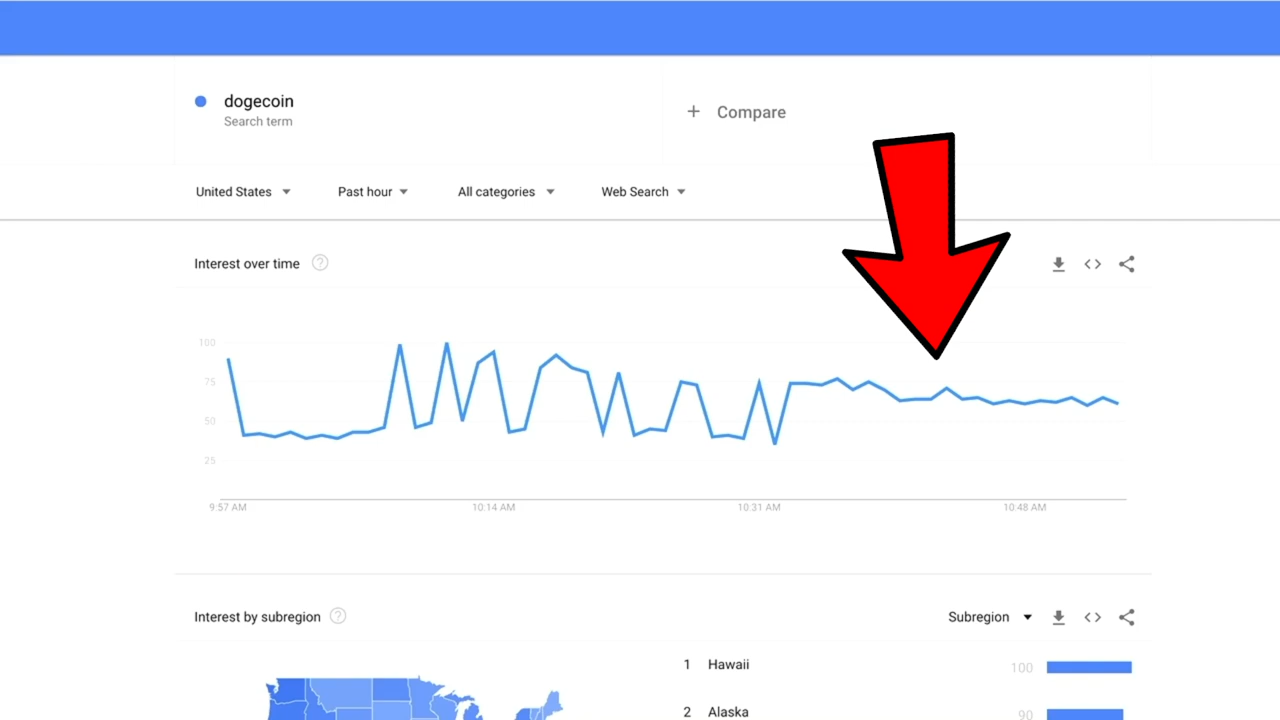 dogecoin
Search term
+ Compare
United States
Past hour
All categories
Web Search
Interest over time ?
100
75
50
25
9:57 AM 10:14 AM 10:31 AM 10:48 AM
Interest by subregion ?
Subregion
1 Hawaii 100
2 Alaska 90